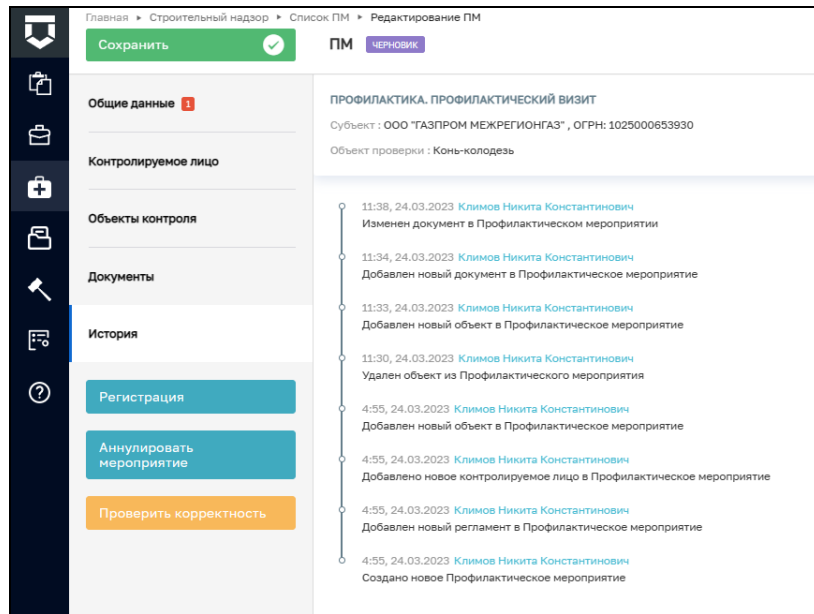 Главная ▸ Строительный надзор ▸ Список ПМ ▸ Редактирование ПМ
Сохранить
ПМ ЧЕРНОВИК
Общие данные 1
Контролируемое лицо
Объекты контроля
Документы
История
Регистрация
Аннулировать
мероприятие
Проверить корректность
ПРОФИЛАКТИКА. ПРОФИЛАКТИЧЕСКИЙ ВИЗИТ
Субъект : ООО "ГАЗПРОМ МЕЖРЕГИОНГАЗ" , ОГРН: 1025000653930
Объект проверки : Конь-колодезь
11:38, 24.03.2023 Климов Никита Константинович
Изменен документ в Профилактическом мероприятии
11:34, 24.03.2023 Климов Никита Константинович
Добавлен новый документ в Профилактическое мероприятие
11:33, 24.03.2023 Климов Никита Константинович
Добавлен новый объект в Профилактическое мероприятие
11:30, 24.03.2023 Климов Никита Константинович
Удален объект из Профилактического мероприятия
4:55, 24.03.2023 Климов Никита Константинович
Добавлен новый объект в Профилактическое мероприятие
4:55, 24.03.2023 Климов Никита Константинович
Добавлено новое контролируемое лицо в Профилактическое мероприятие
4:55, 24.03.2023 Климов Никита Константинович
Добавлен новый регламент в Профилактическое мероприятие
4:55, 24.03.2023 Климов Никита Константинович
Создано новое Профилактическое мероприятие